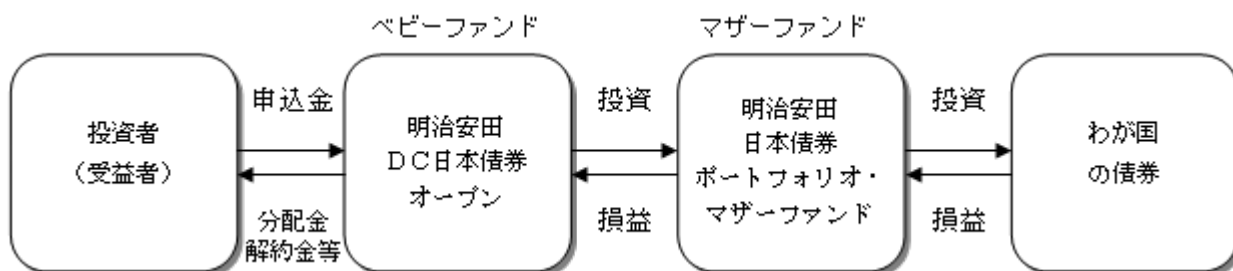 ベビーファンド
マザーファンド
投資者
（受益者）
申込金
分配金
解約金等
明治安田
ＤＣ日本債券
オープン
投資
損益
明治安田
日本債券
ポートフォリオ・
マザーファンド
投資
損益
わが国
の債券